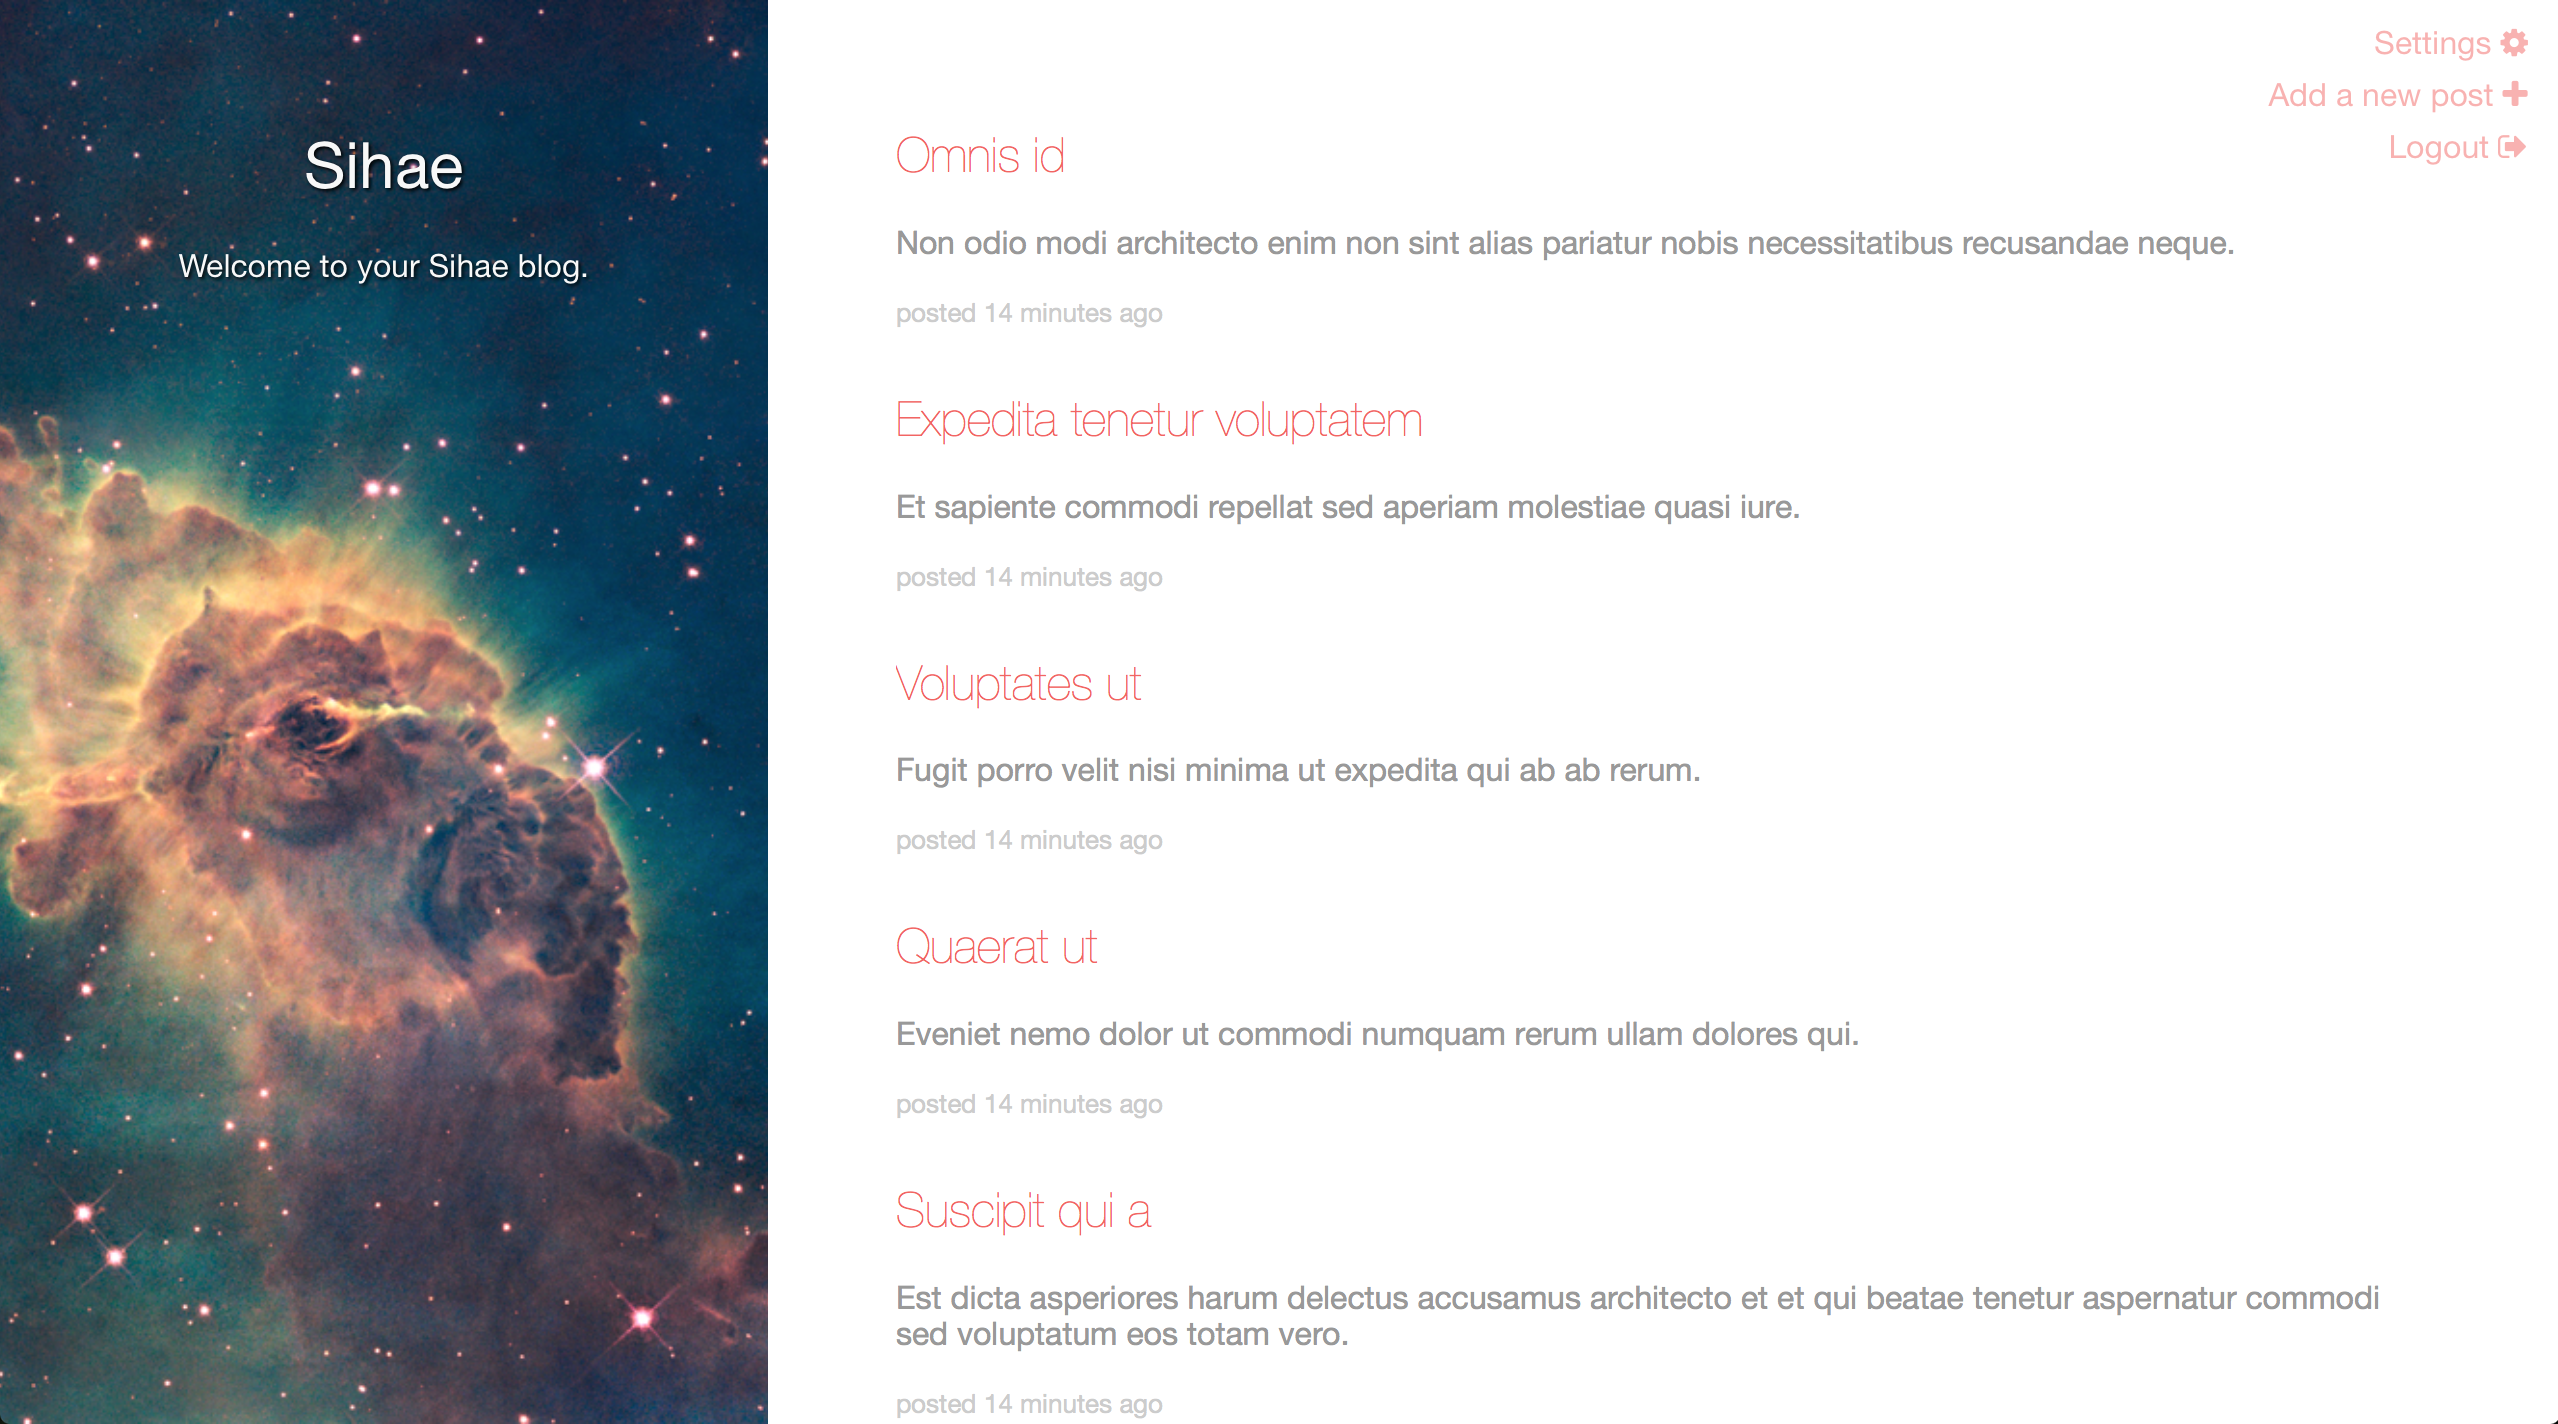 Sihae
Welcome to your Sihae blog.
Settings
Add a new post
Logout
Omnis id
Non odio modi architecto enim non sint alias pariatur nobis necessitatibus recusandae neque.
posted 14 minutes ago
Expedita tenetur voluptatem
Et sapiente commodi repellat sed aperiam molestiae quasi iure.
posted 14 minutes ago
Voluptates ut
Fugit porro velit nisi minima ut expedita qui ab ab rerum.
posted 14 minutes ago
Quaerat ut
Eveniet nemo dolor ut commodi numquam rerum ullam dolores qui.
posted 14 minutes ago
Suscipit qui a
Est dicta asperiores harum delectus accusamus architecto et et qui beatae tenetur aspernatur commodi
sed voluptatum eos totam vero.
posted 14 minutes ago